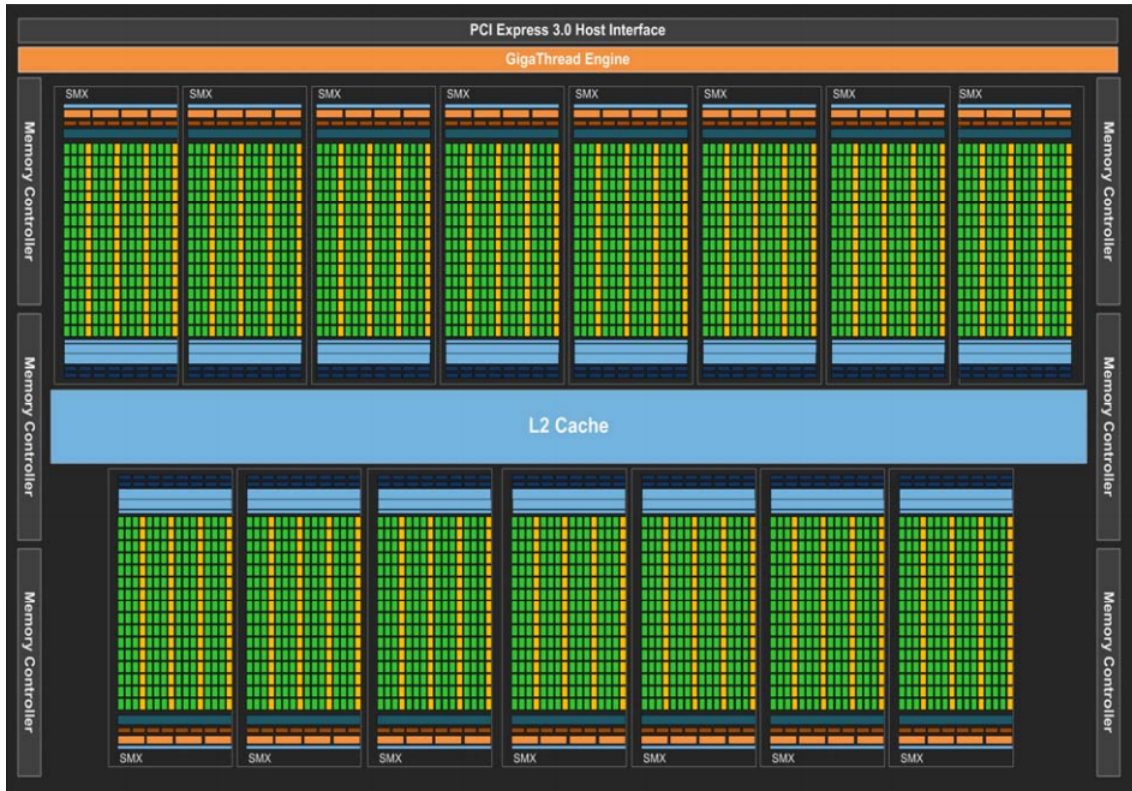 PCI Express 3.0 Host Interface
GigaThread Engine
SMX SMX SMX SMX SMX SMX SMX SMX
Memory Controller
Memory Controller
Memory Controller
Memory Controller
L2 Cache
Memory Controller
Memory Controller
SMX SMX SMX SMX SMX SMX SMX